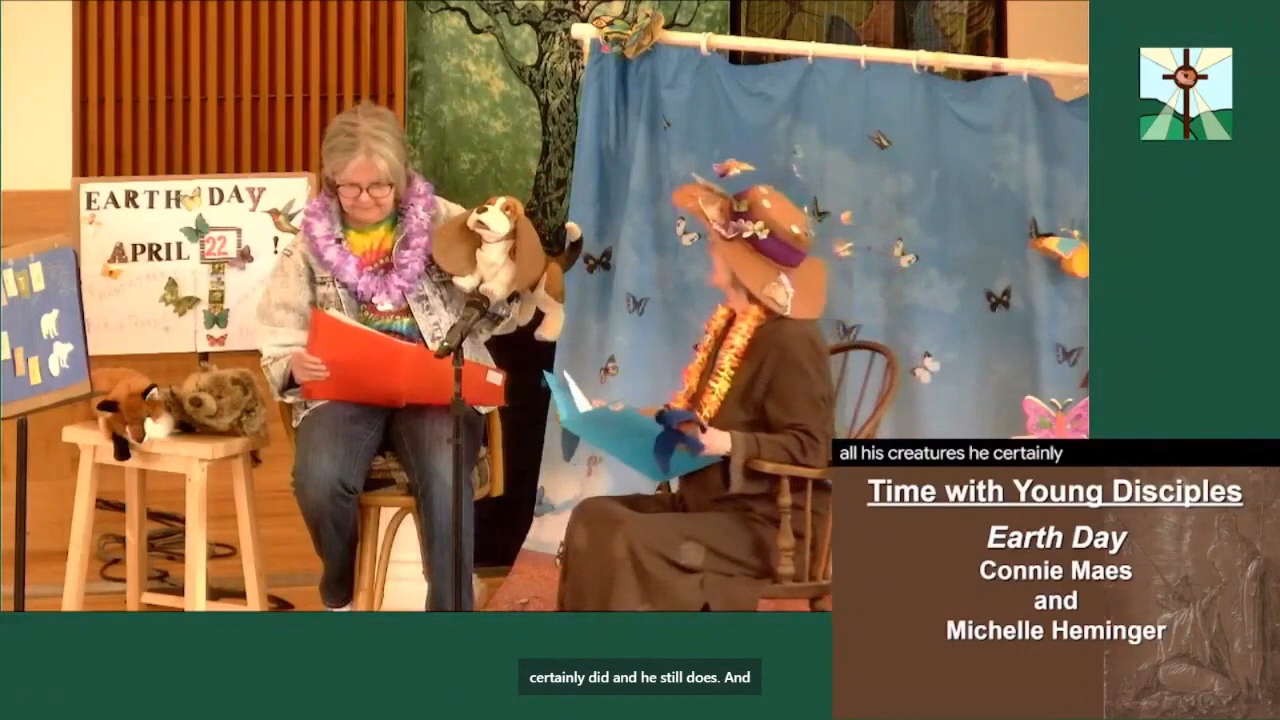 EARTH DAY
APRIL 22 !
all his creatures he certainly
Time with Young Disciples
Earth Day
Connie Maes
and
Michelle Heminger
certainly did and he still does. And